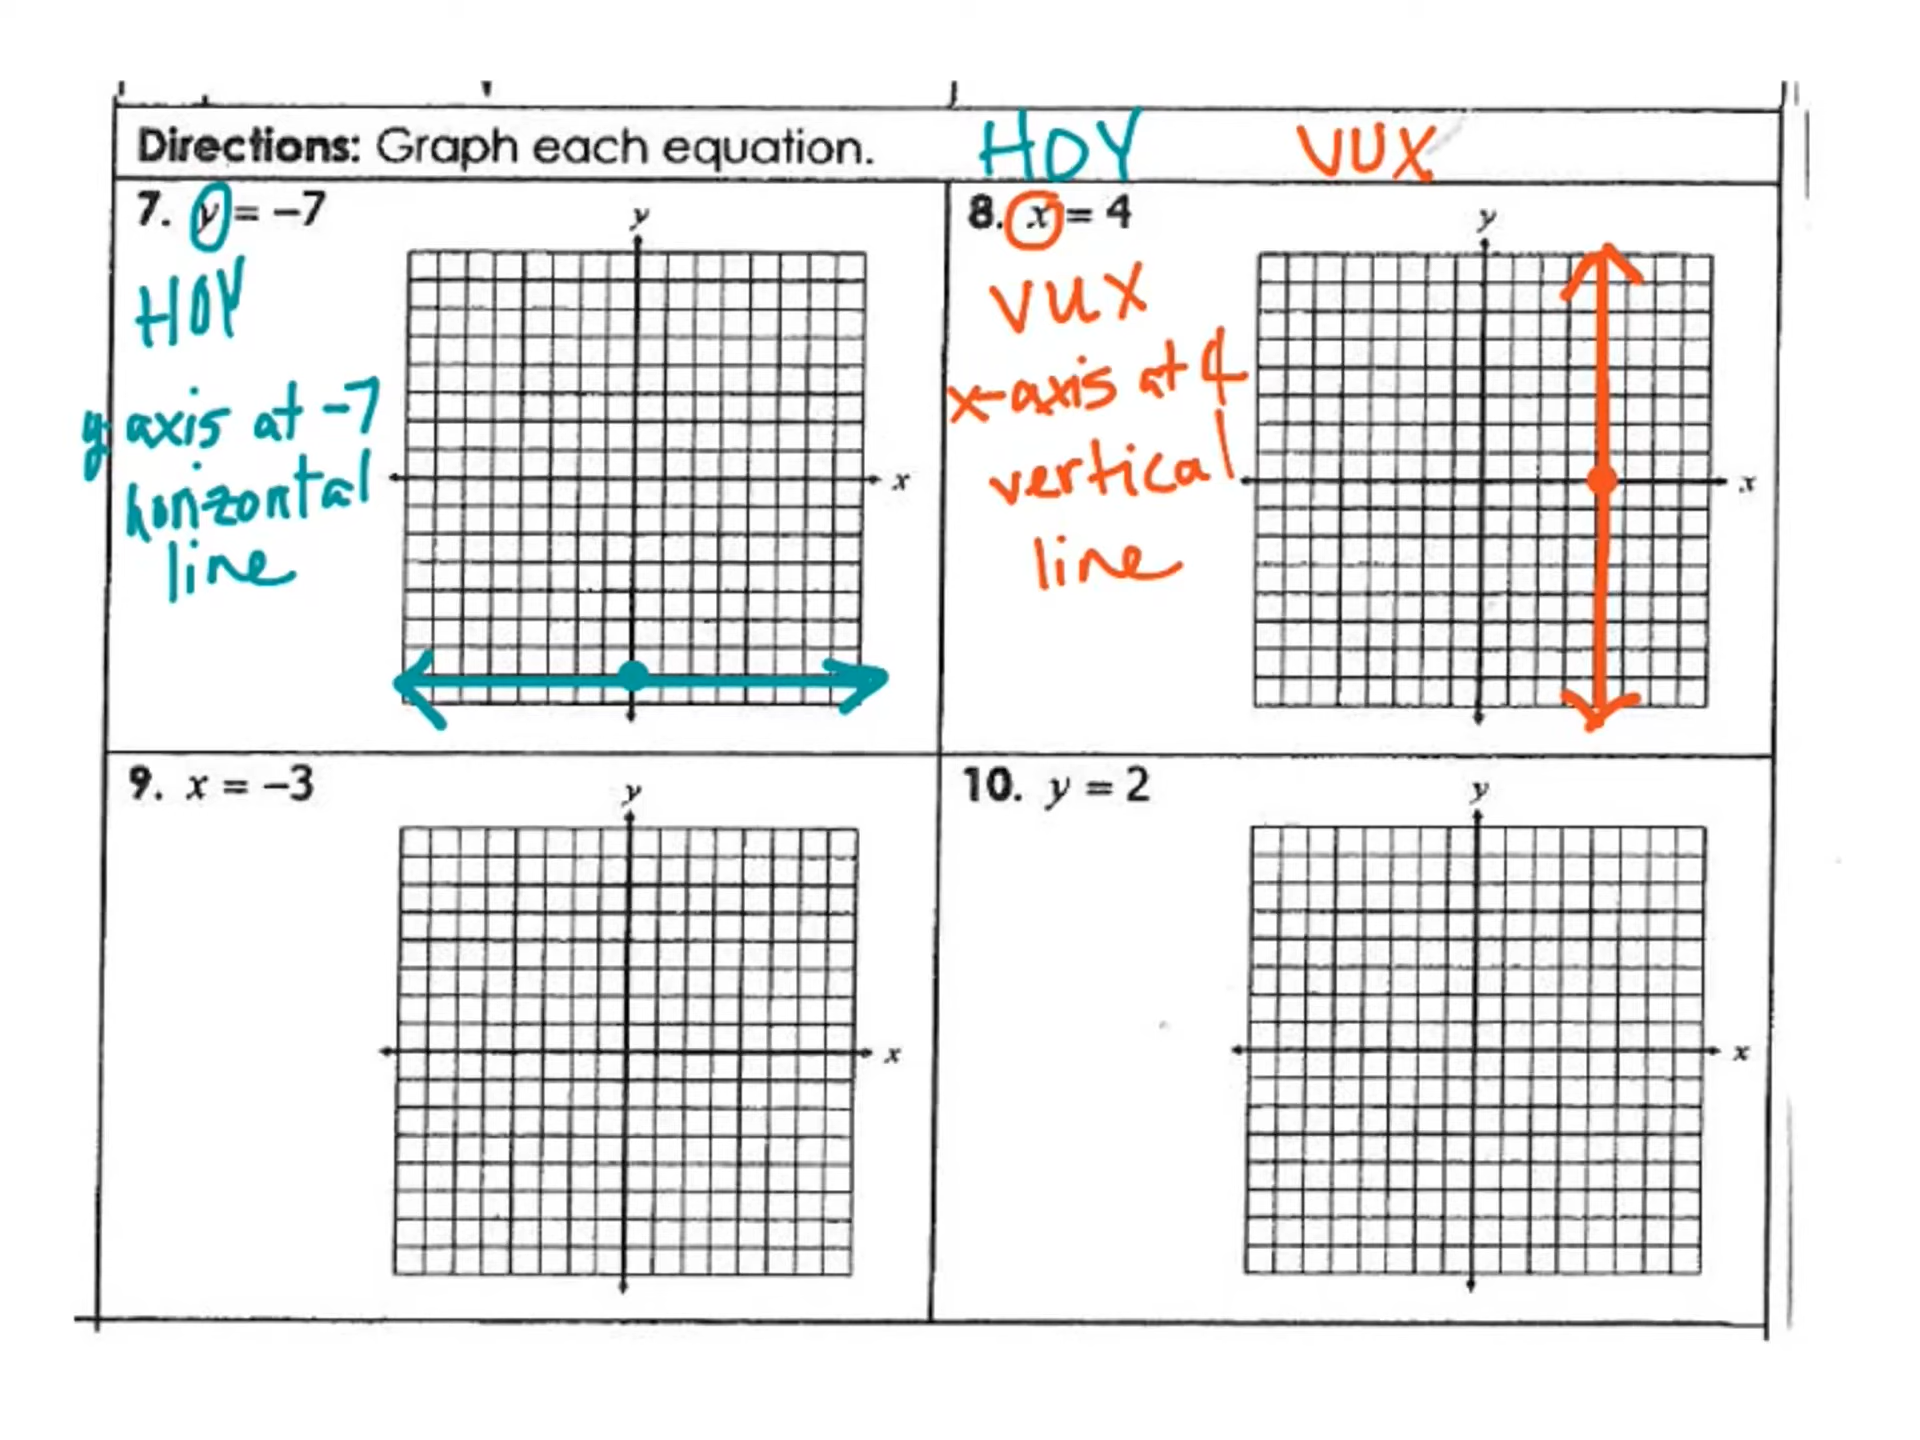 Directions: Graph each equation. HOY VUX
7. y = -7
y
HOY
y axis at -7
horizontal
line
x
8. x = 4
y
VUX
x-axis at 4
vertical
line
x
9. x = -3
y
x
10. y = 2
y
x